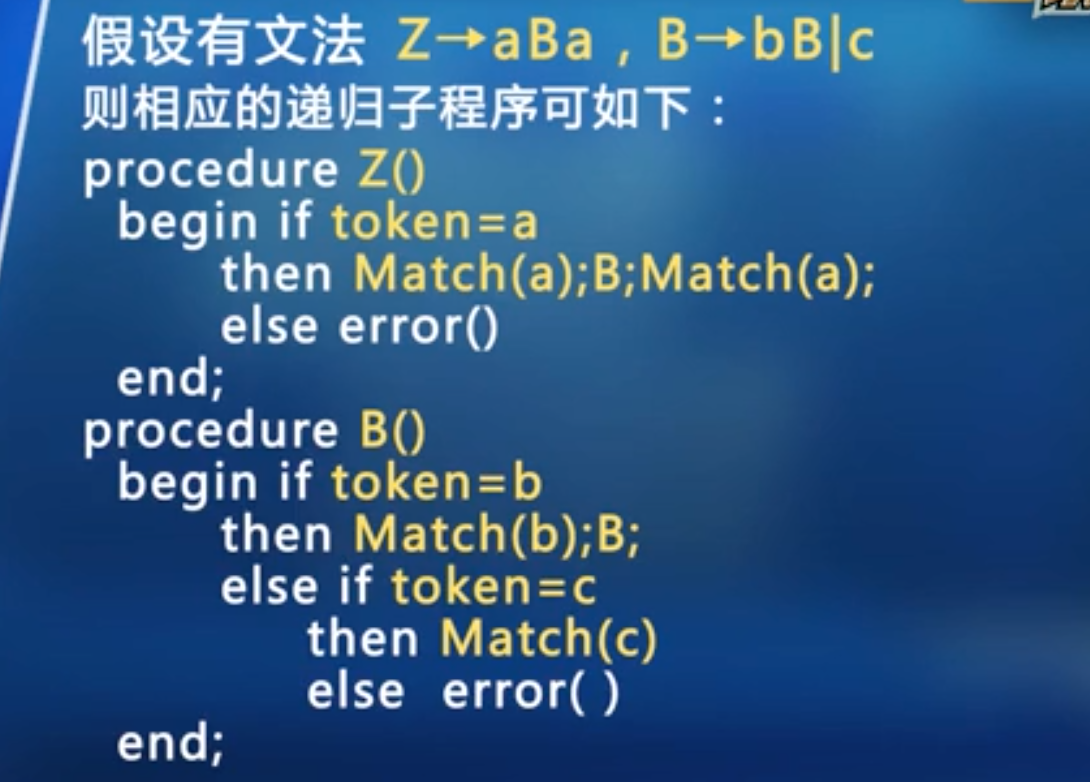 假设有文法 Z→aBa , B→bB|c
则相应的递归子程序可如下：
procedure Z()
begin if token=a
then Match(a);B;Match(a);
else error()
end;
procedure B()
begin if token=b
then Match(b);B;
else if token=c
then Match(c)
else error( )
end;